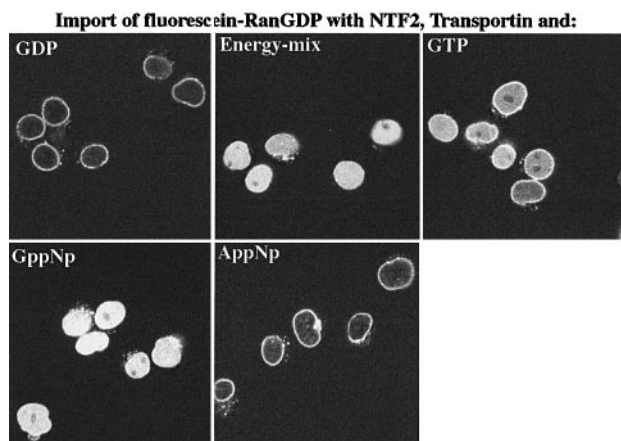 Import of fluorescein-RanGDP with NTF2, Transportin and:
GDP
Energy-mix
GTP
GppNp
AppNp